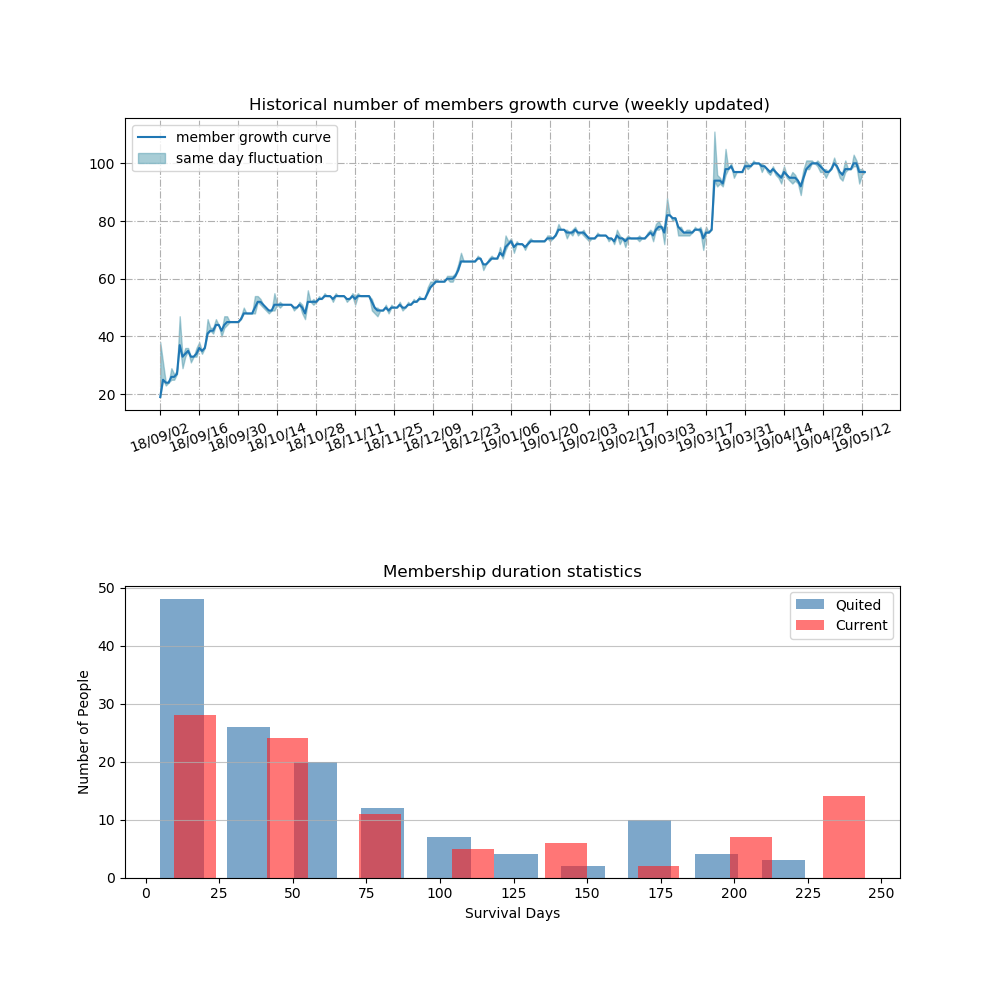 Historical number of members growth curve (weekly updated)
member growth curve
same day fluctuation
100
80
60
40
20
18/09/02 18/09/16 18/09/30 18/10/14 18/10/28 18/11/11 18/11/25 18/12/09 18/12/23 19/01/06 19/01/20 19/02/03 19/02/17 19/03/03 19/03/17 19/03/31 19/04/14 19/04/28 19/05/12
Membership duration statistics
Quited
Current
Number of People
50
40
30
20
10
0
0 25 50 75 100 125 150 175 200 225 250
Survival Days